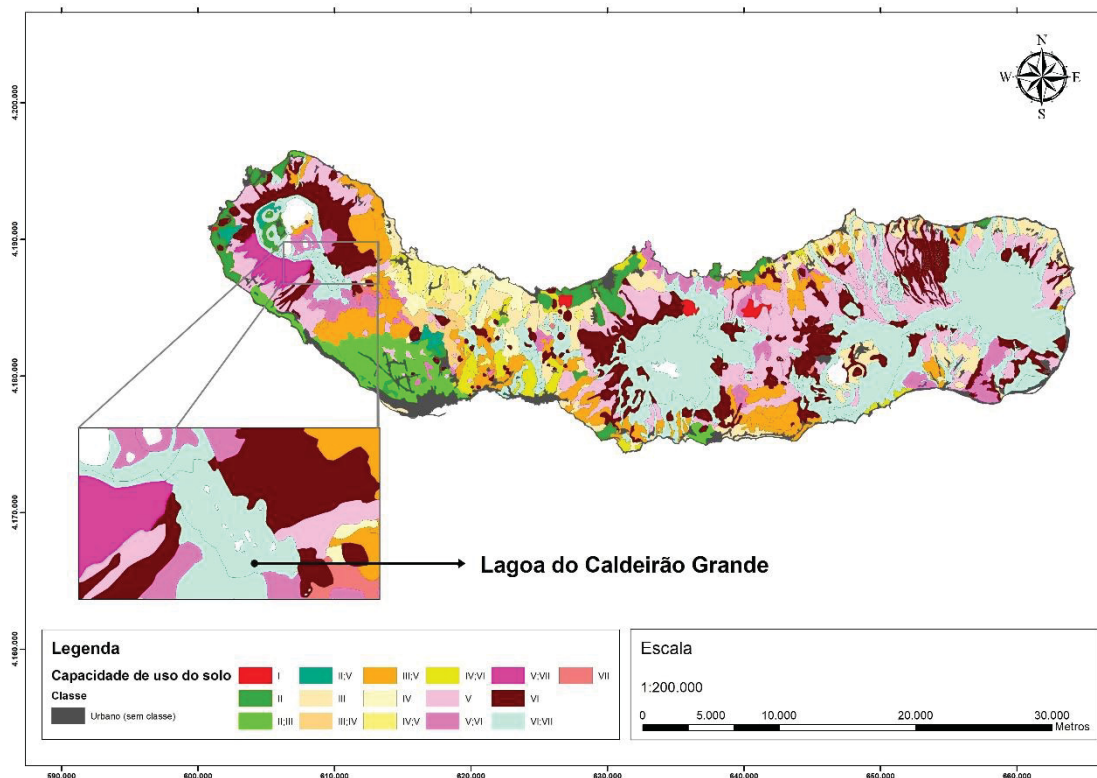 N
W E
S
4.200.000
4.190.000
4.180.000
4.170.000
4.160.000
Lagoa do Caldeirão Grande
Legenda
Capacidade de uso do solo
Classe
Urbano (sem classe)
I
II
II;III
II;V
III
III;IV
III;V
IV
IV;V
IV;VI
V
V;VI
V;VII
VI
VI;VII
VII
Escala
1:200.000
0 5.000 10.000 20.000 30.000
Metros
590.000 600.000 610.000 620.000 630.000 640.000 650.000 660.000